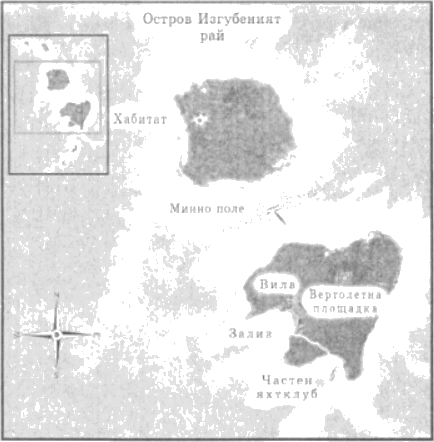 Остров Изгубеният
рай
Хабитат
Минно поле
Вила
Вертолетна
площадка
Залив
Частен
яхтклуб